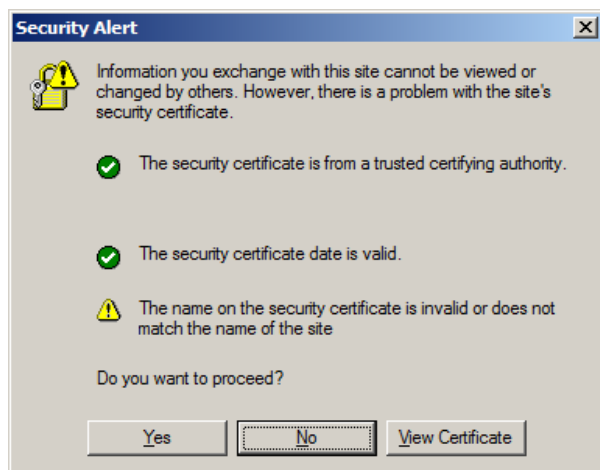 Security Alert
Information you exchange with this site cannot be viewed or
changed by others. However, there is a problem with the site's
security certificate.
The security certificate is from a trusted certifying authority.
The security certificate date is valid.
The name on the security certificate is invalid or does not
match the name of the site
Do you want to proceed?
Yes No View Certificate